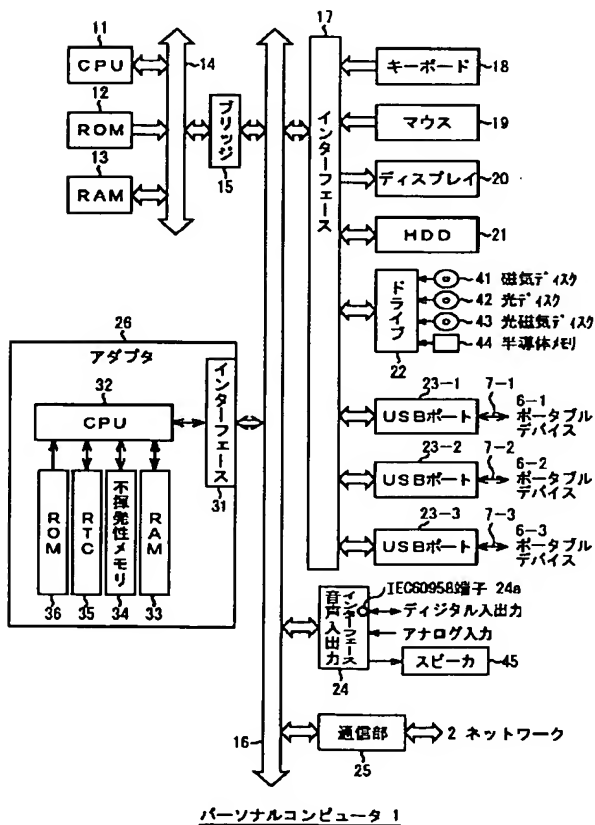 11
CPU
12
ROM
13
RAM
14
ブリッジ
15
17
インターフェース
キーボード
18
マウス
19
ディスプレイ
20
HDD
21
ドライブ
22
41 磁気ディスク
42 光ディスク
43 光磁気ディスク
44 半導体メモリ
23-1
USBポート
7-1
6-1
ポータブル
デバイス
23-2
USBポート
7-2
6-2
ポータブル
デバイス
23-3
USBポート
7-3
6-3
ポータブル
デバイス
26
アダプタ
32
CPU
インターフェース
31
ROM
36
RTC
35
不揮発性メモリ
34
RAM
33
音声入出力
インターフェース
24
IEC60958端子 24a
ディジタル入出力
アナログ入力
スピーカ
45
16
通信部
25
2 ネットワーク
パーソナルコンピュータ 1